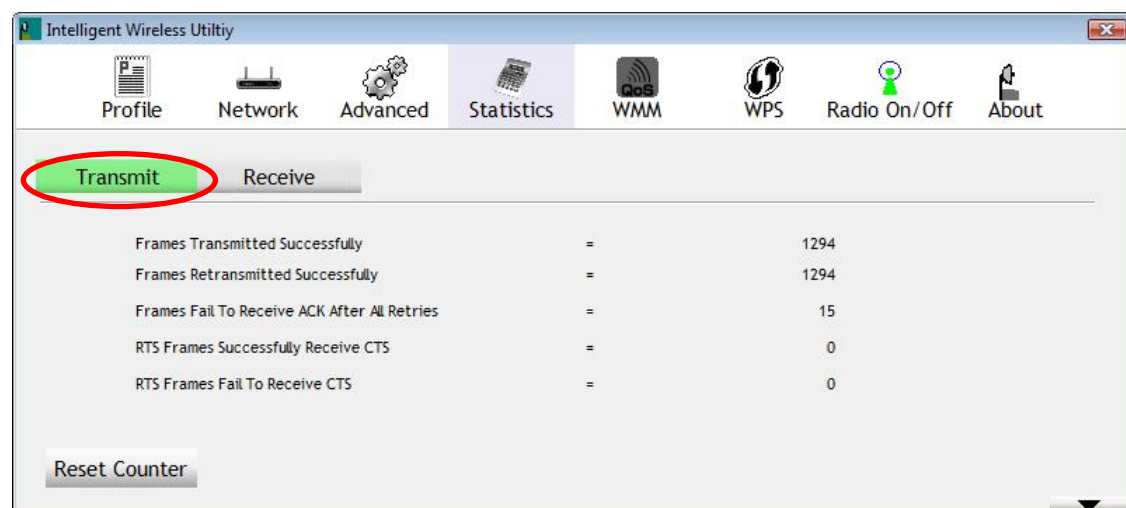 Intelligent Wireless Utiltiy
Profile Network Advanced Statistics QoS WMM WPS Radio On/Off About
Transmit Receive
Frames Transmitted Successfully = 1294
Frames Retransmitted Successfully = 1294
Frames Fail To Receive ACK After All Retries = 15
RTS Frames Successfully Receive CTS = 0
RTS Frames Fail To Receive CTS = 0
Reset Counter